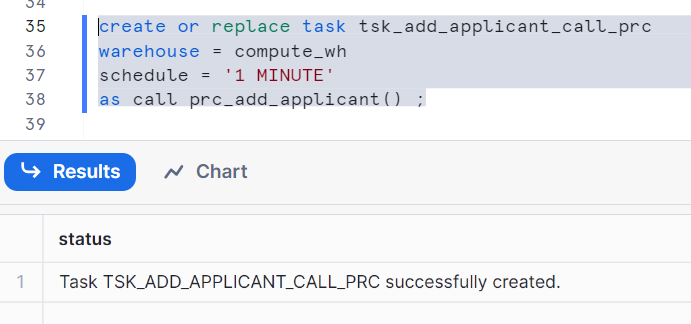 34
35 create or replace task tsk_add_applicant_call_prc
36 warehouse = compute_wh
37 schedule = '1 MINUTE'
38 as call prc_add_applicant() ;
39
Results Chart
status
1 Task TSK_ADD_APPLICANT_CALL_PRC successfully created.